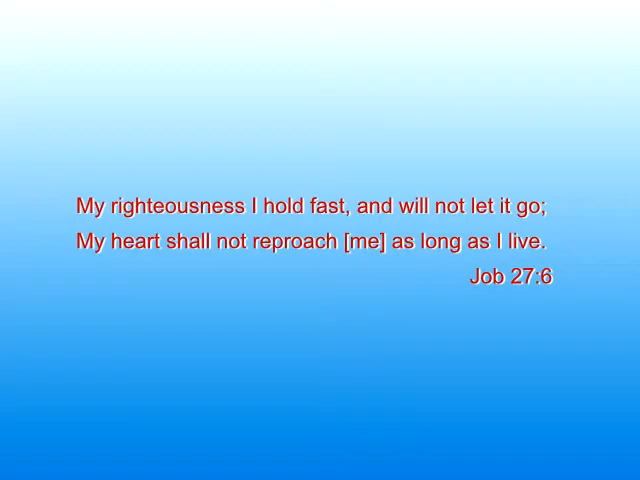 My righteousness I hold fast, and will not let it go;
My heart shall not reproach [me] as long as I live.
Job 27:6